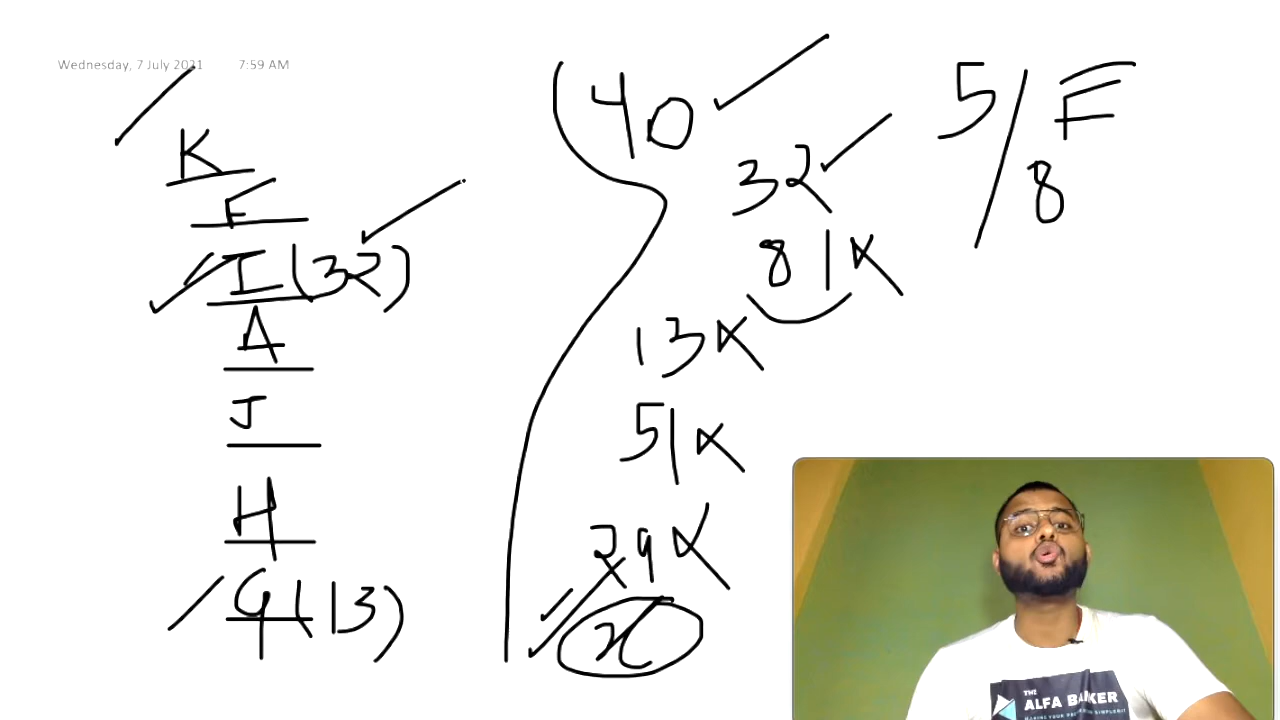 Wednesday, 7 July 2021 7:59 AM
K
F
I (32)
A
J
H
G (13)
40
32
81
13
51
29
x
5/8
F
THE
ALFA BANKER